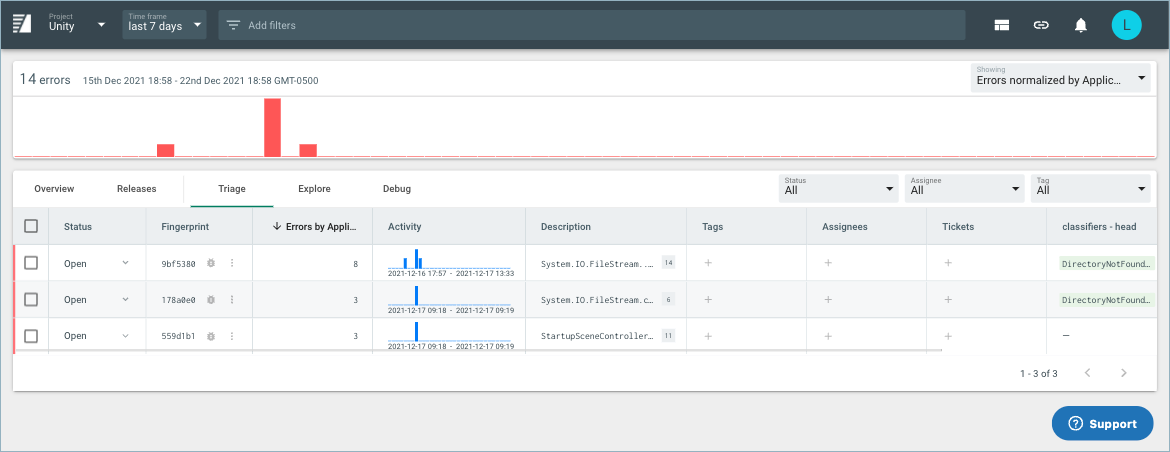 Project
Unity
Time frame
last 7 days
Add filters
L
14 errors
15th Dec 2021 18:58 - 22nd Dec 2021 18:58 GMT-0500
Showing
Errors normalized by Applic...
Overview
Releases
Triage
Explore
Debug
Status
All
Assignee
All
Tag
All
Status
Fingerprint
Errors by Appli...
Activity
Description
Tags
Assignees
Tickets
classifiers - head
Open
9bf5380
8
2021-12-16 17:57 - 2021-12-17 13:33
System.IO.FileStream...
14
+
+
+
DirectoryNotFound...
Open
178a0e0
3
2021-12-17 09:18 - 2021-12-17 09:19
System.IO.FileStream.c...
6
+
+
+
DirectoryNotFound...
Open
559d1b1
3
2021-12-17 09:18 - 2021-12-17 09:19
StartupSceneController...
11
+
+
+
—
1 - 3 of 3
Support